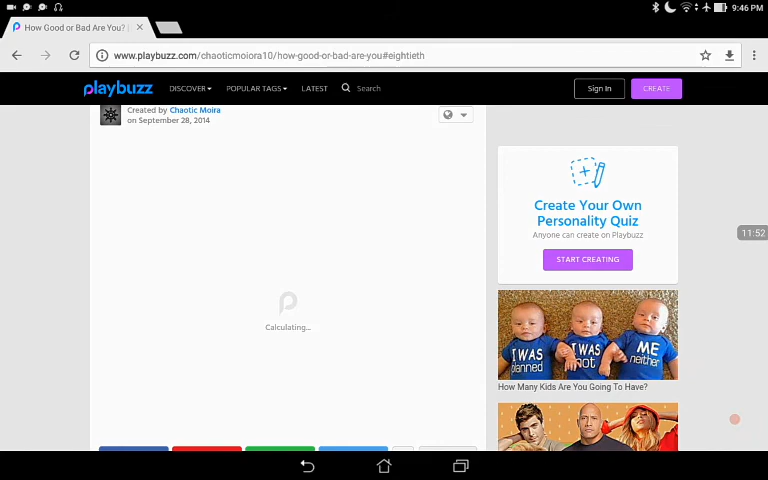 9:46 PM
How Good or Bad Are You? |
www.playbuzz.com/chaoticmoiora10/how-good-or-bad-are-you#eightieth
playbuzz
DISCOVER
POPULAR TAGS
LATEST
Search
Sign In
CREATE
Created by Chaotic Moira
on September 28, 2014
Calculating...
Create Your Own
Personality Quiz
Anyone can create on Playbuzz
START CREATING
11:52
I WAS
planned
I WAS
not
ME
neither
How Many Kids Are You Going To Have?